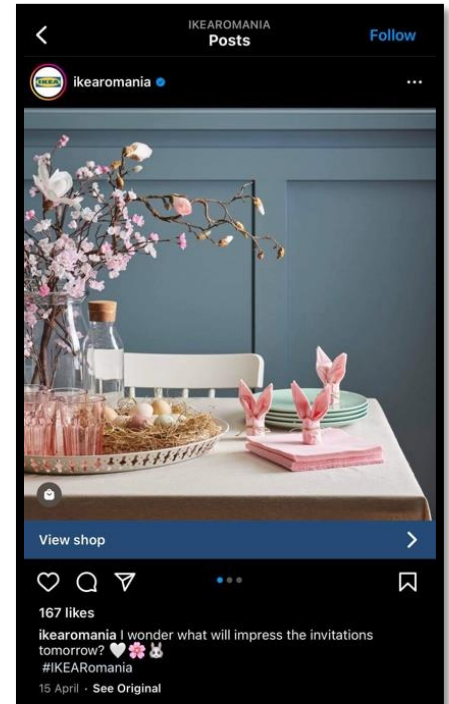 IKEAROMANIA
Posts
Follow
IKEA
ikearomania
View shop
167 likes
ikearomania I wonder what will impress the invitations
tomorrow? 🤍🌸🐰
#IKEARomania
15 April · See Original